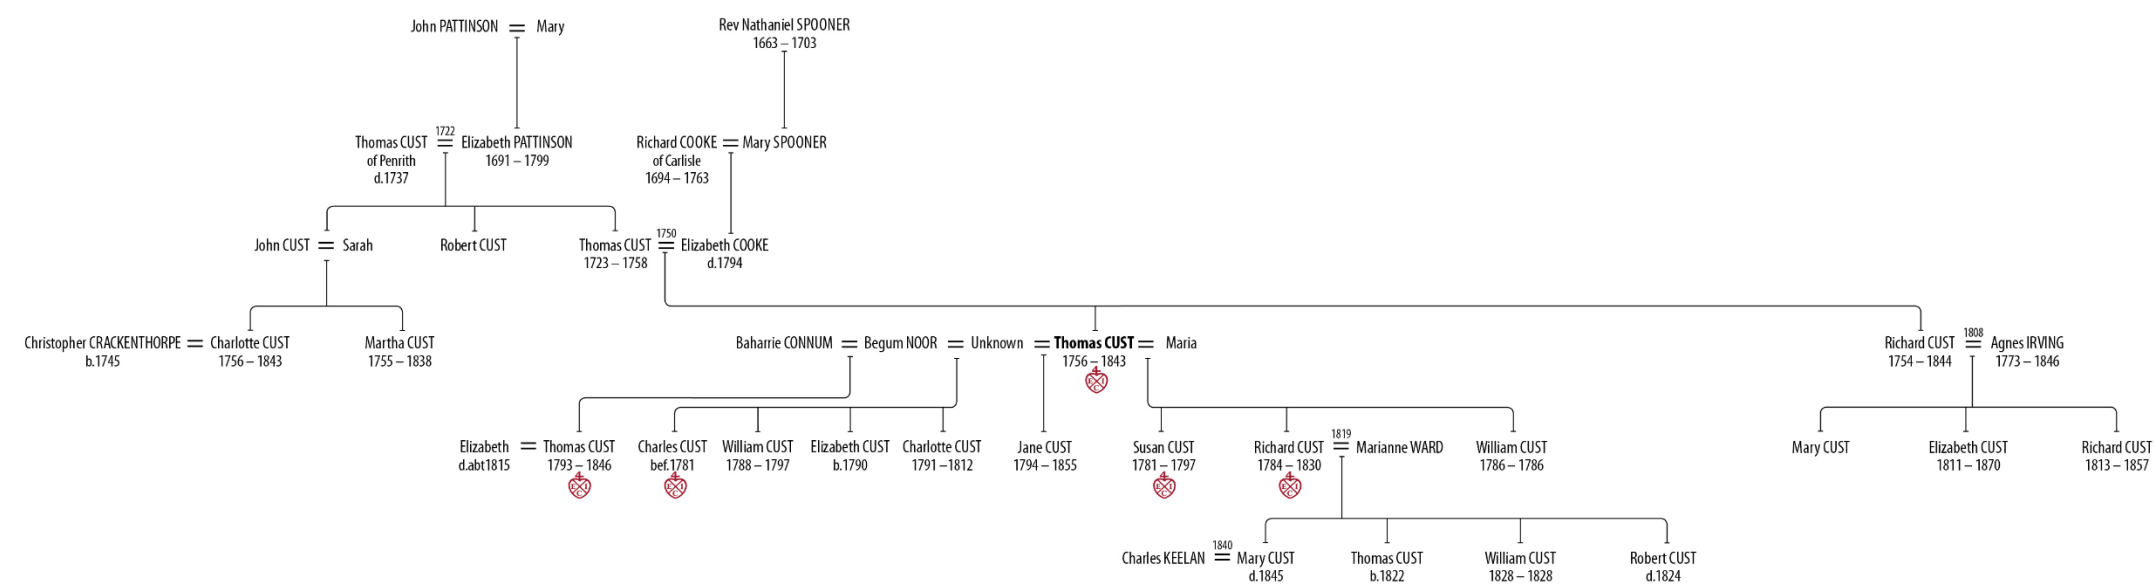 John PATTINSON = Mary
Rev Nathaniel SPOONER
1663 – 1703
Thomas CUST
of Penrith
d.1737
1722
Elizabeth PATTINSON
1691 – 1799
Richard COOKE
of Carlisle
1694 – 1763
= Mary SPOONER
John CUST = Sarah
Robert CUST
Thomas CUST
1723 – 1758
1750
Elizabeth COOKE
d.1794
Christopher CRACKENTHORPE
b.1745
= Charlotte CUST
1756 – 1843
Martha CUST
1755 – 1838
Baharrie CONNUM = Begum NOOR = Unknown = Thomas CUST = Maria
1756 – 1843
4
E I
C
Richard CUST
1754 – 1844
1808
Agnes IRVING
1773 – 1846
Elizabeth
d.abt1815
= Thomas CUST
1793 – 1846
4
E I
C
Charles CUST
bef.1781
4
E I
C
William CUST
1788 – 1797
Elizabeth CUST
b.1790
Charlotte CUST
1791 –1812
Jane CUST
1794 – 1855
Susan CUST
1781 – 1797
4
E I
C
Richard CUST
1784 – 1830
4
E I
C
1819
Marianne WARD
William CUST
1786 – 1786
Mary CUST
Elizabeth CUST
1811 – 1870
Richard CUST
1813 – 1857
Charles KEELAN
1840
Mary CUST
d.1845
Thomas CUST
b.1822
William CUST
1828 – 1828
Robert CUST
d.1824